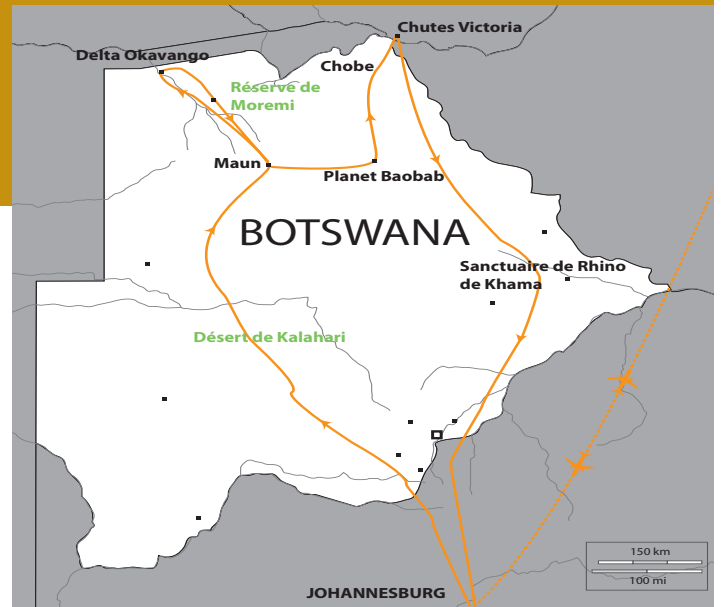 Chutes Victoria
Delta Okavango
Chobe
Réserve de
Moremi
Maun
Planet Baobab
BOTSWANA
Sanctuaire de Rhino
de Khama
Désert de Kalahari
150 km
100 mi
JOHANNESBURG